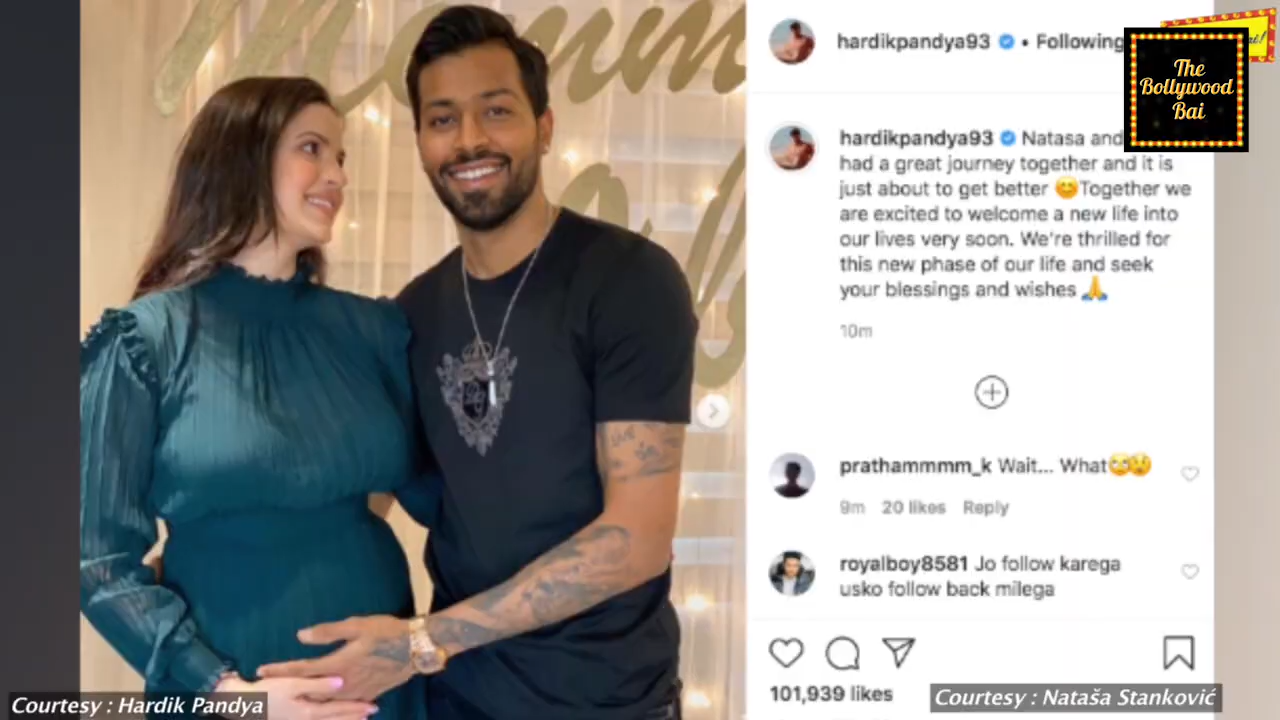 Mommy
hardikpandya93 • Following
The
Bollywood
Bai
hardikpandya93 Natasa and
had a great journey together and it is
just about to get better 😊Together we
are excited to welcome a new life into
our lives very soon. We're thrilled for
this new phase of our life and seek
your blessings and wishes 🙏
10m
prathammmm_k Wait... What🙄😲
9m 20 likes Reply
royalboy8581 Jo follow karega
usko follow back milega
101,939 likes
Courtesy : Hardik Pandya
Courtesy : Nataša Stanković